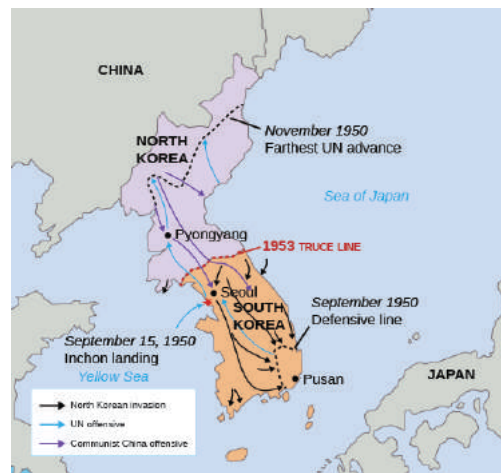 CHINA
NORTH
KOREA
November 1950
Farthest UN advance
Sea of Japan
Pyongyang
1953 TRUCE LINE
Seoul
SOUTH
KOREA
September 1950
Defensive line
September 15, 1950
Inchon landing
Yellow Sea
Pusan
JAPAN
North Korean invasion
UN offensive
Communist China offensive